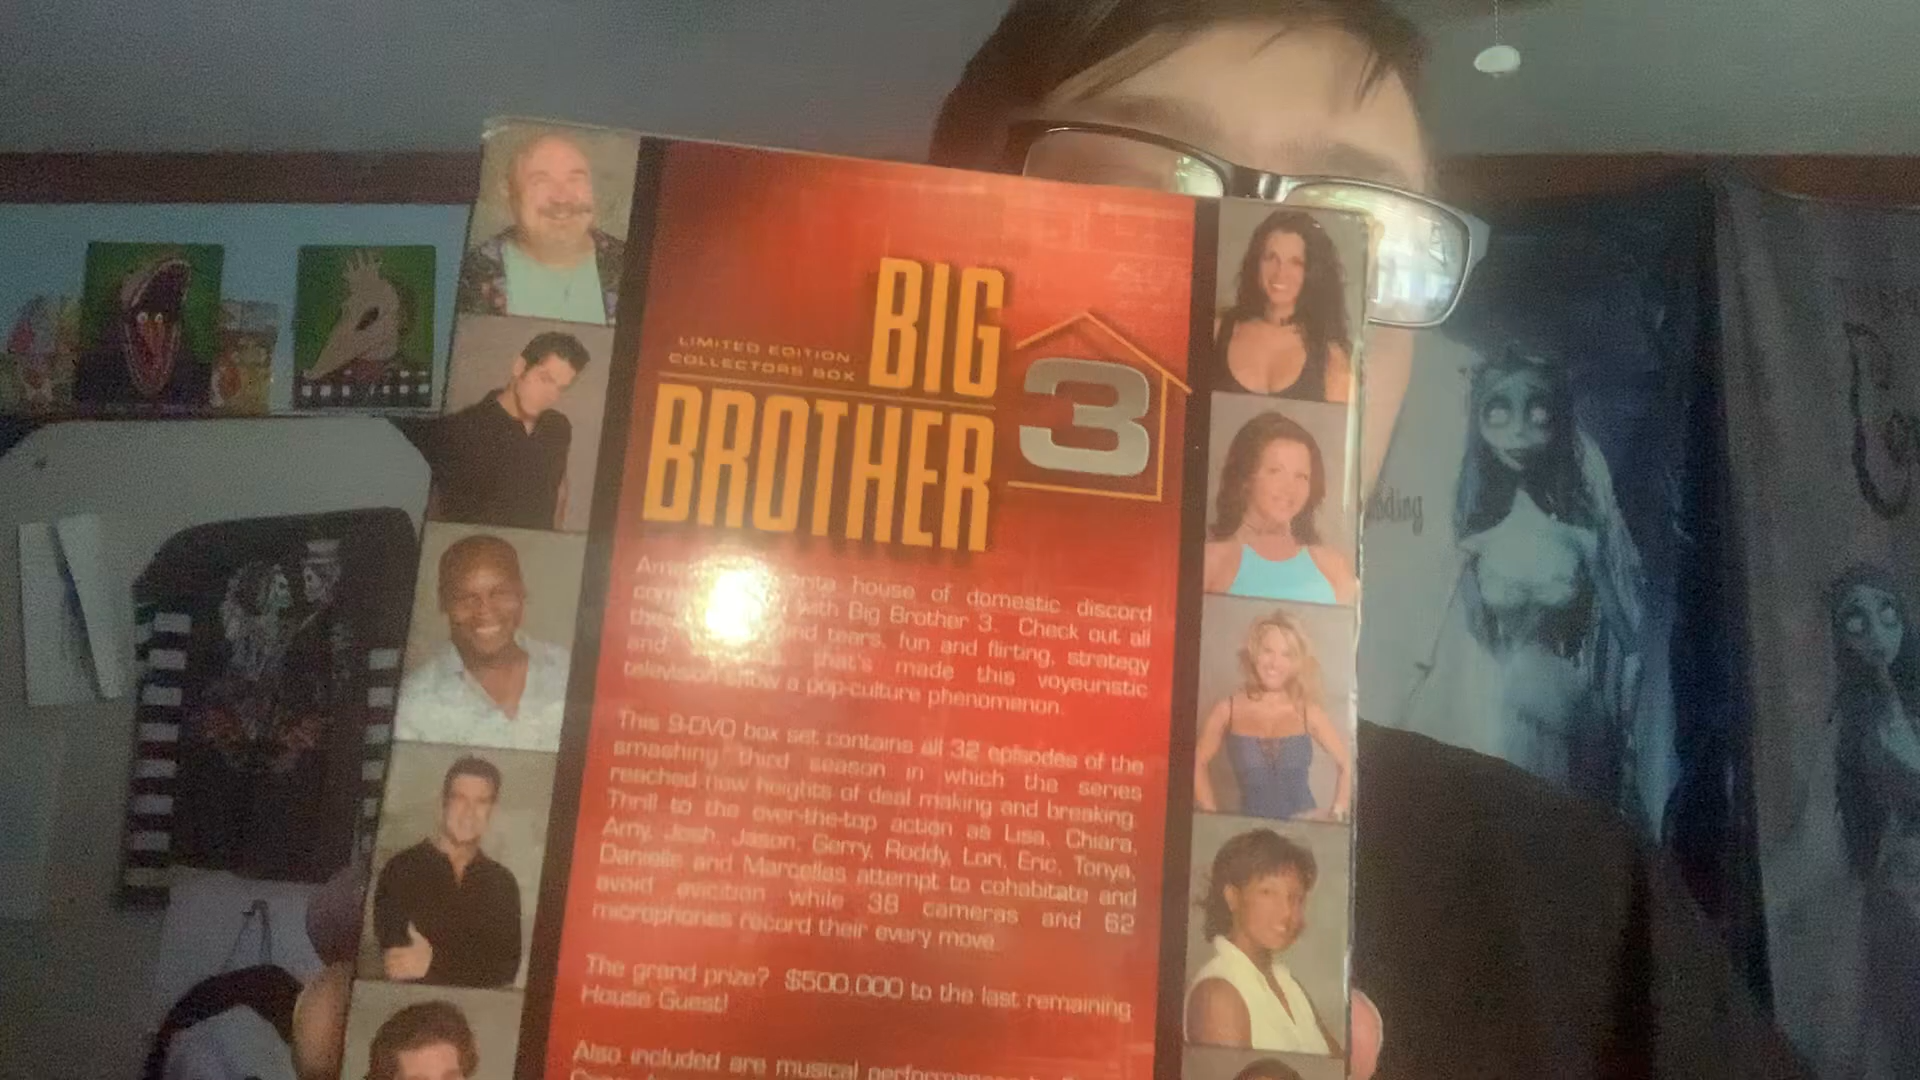 LIMITED EDITION
COLLECTORS BOX
BIG
BROTHER
3
house of domestic discord
with Big Brother 3. Check out all
and tears, fun and flirting, strategy
and that's made this voyeuristic
television show a pop-culture phenomenon.
This 9-DVD box set contains all 32 episodes of the
smashing third season in which the series
reached new heights of deal making and breaking.
Thrill to the over-the-top action as Lisa, Chiara,
Amy, Josh, Jason, Gerry, Roddy, Lori, Eric, Tonya,
Danielle and Marcellas attempt to cohabitate and
avoid eviction while 38 cameras and 62
microphones record their every move.
The grand prize? $500,000 to the last remaining
House Guest!
Also included are musical performances